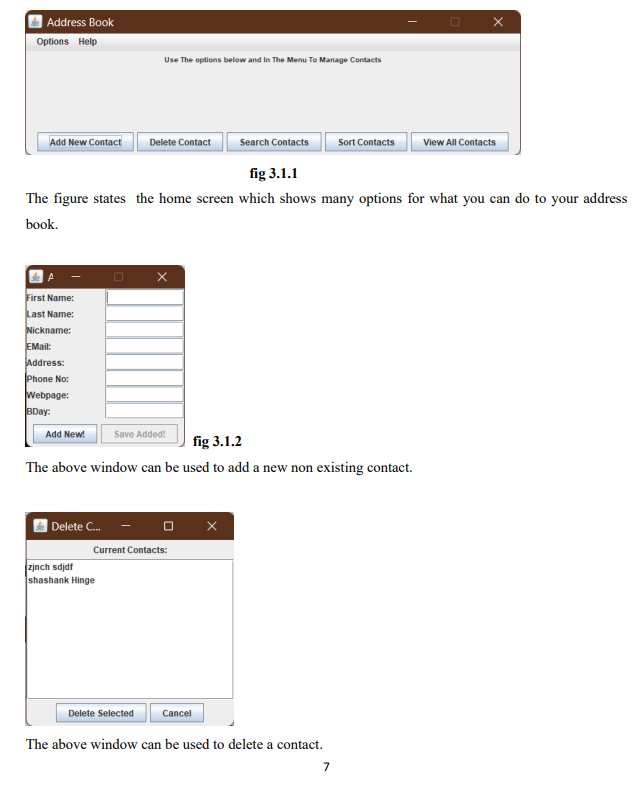 Address Book
Options Help
Use The options below and In The Menu To Manage Contacts
Add New Contact Delete Contact Search Contacts Sort Contacts View All Contacts
fig 3.1.1
The figure states the home screen which shows many options for what you can do to your address
book.
A
First Name:
Last Name:
Nickname:
EMail:
Address:
Phone No:
Webpage:
BDay:
Add New! Save Added!
fig 3.1.2
The above window can be used to add a new non existing contact.
Delete C...
Current Contacts:
zjnch sdjdf
shashank Hinge
Delete Selected Cancel
The above window can be used to delete a contact.
7